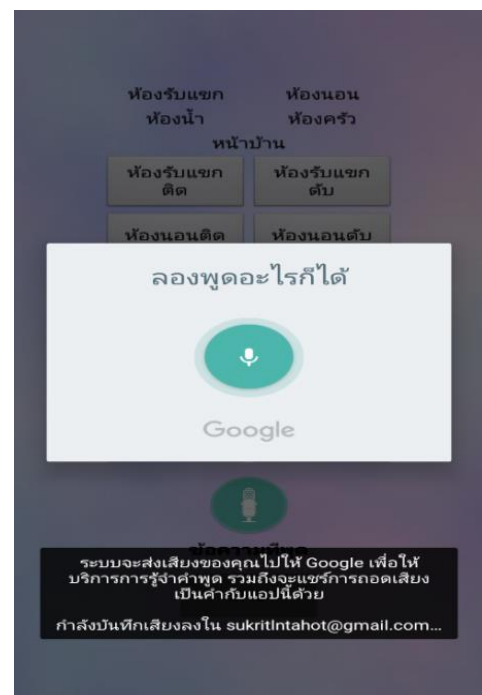 ห้องรับแขก ห้องนอน
ห้องน้ำ ห้องครัว
หน้าบ้าน
ห้องรับแขก
ติด
ห้องรับแขก
ดับ
ห้องนอนติด ห้องนอนดับ
ลองพูดอะไรก็ได้
Google
ระบบจะส่งเสียงของคุณไปให้ Google เพื่อให้
บริการการรู้จำคำพูด รวมถึงจะแชร์การถอดเสียง
เป็นคำกับแอปนี้ด้วย
กำลังบันทึกเสียงลงใน sukritIntahot@gmail.com...